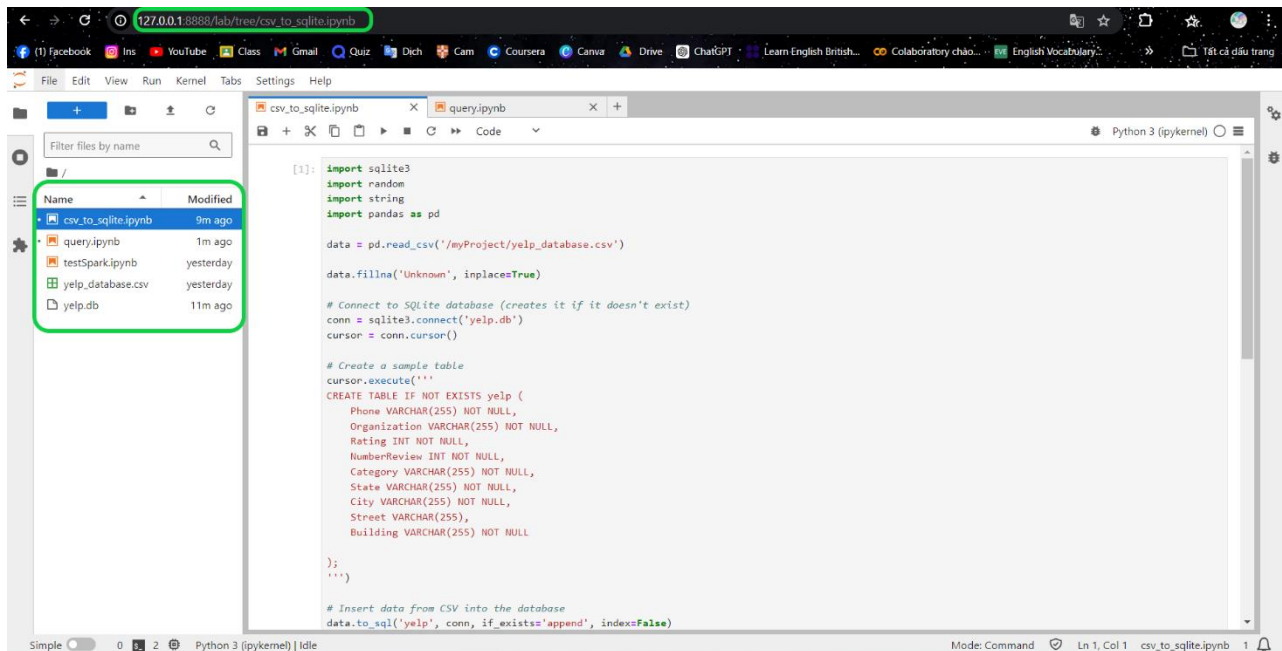 127.0.0.1:8888/lab/tree/csv_to_sqlite.ipynb
(1) Facebook Ins YouTube Class Gmail Quiz Dịch Cam Coursera Canva Drive ChatGPT Learn English British... Colaboratory chào... English Vocabulary... » Tất cả dấu trang
File Edit View Run Kernel Tabs Settings Help
csv_to_sqlite.ipynb query.ipynb
Code
Python 3 (ipykernel)
Filter files by name
/
Name Modified
csv_to_sqlite.ipynb 9m ago
query.ipynb 1m ago
testSpark.ipynb yesterday
yelp_database.csv yesterday
yelp.db 11m ago
[1]: import sqlite3
import random
import string
import pandas as pd
data = pd.read_csv('/myProject/yelp_database.csv')
data.fillna('Unknown', inplace=True)
# Connect to SQLite database (creates it if it doesn't exist)
conn = sqlite3.connect('yelp.db')
cursor = conn.cursor()
# Create a sample table
cursor.execute('''
CREATE TABLE IF NOT EXISTS yelp (
Phone VARCHAR(255) NOT NULL,
Organization VARCHAR(255) NOT NULL,
Rating INT NOT NULL,
NumberReview INT NOT NULL,
Category VARCHAR(255) NOT NULL,
State VARCHAR(255) NOT NULL,
City VARCHAR(255) NOT NULL,
Street VARCHAR(255),
Building VARCHAR(255) NOT NULL
);
''')
# Insert data from CSV into the database
data.to_sql('yelp', conn, if_exists='append', index=False)
Simple 0 2 Python 3 (ipykernel) | Idle Mode: Command Ln 1, Col 1 csv_to_sqlite.ipynb 1